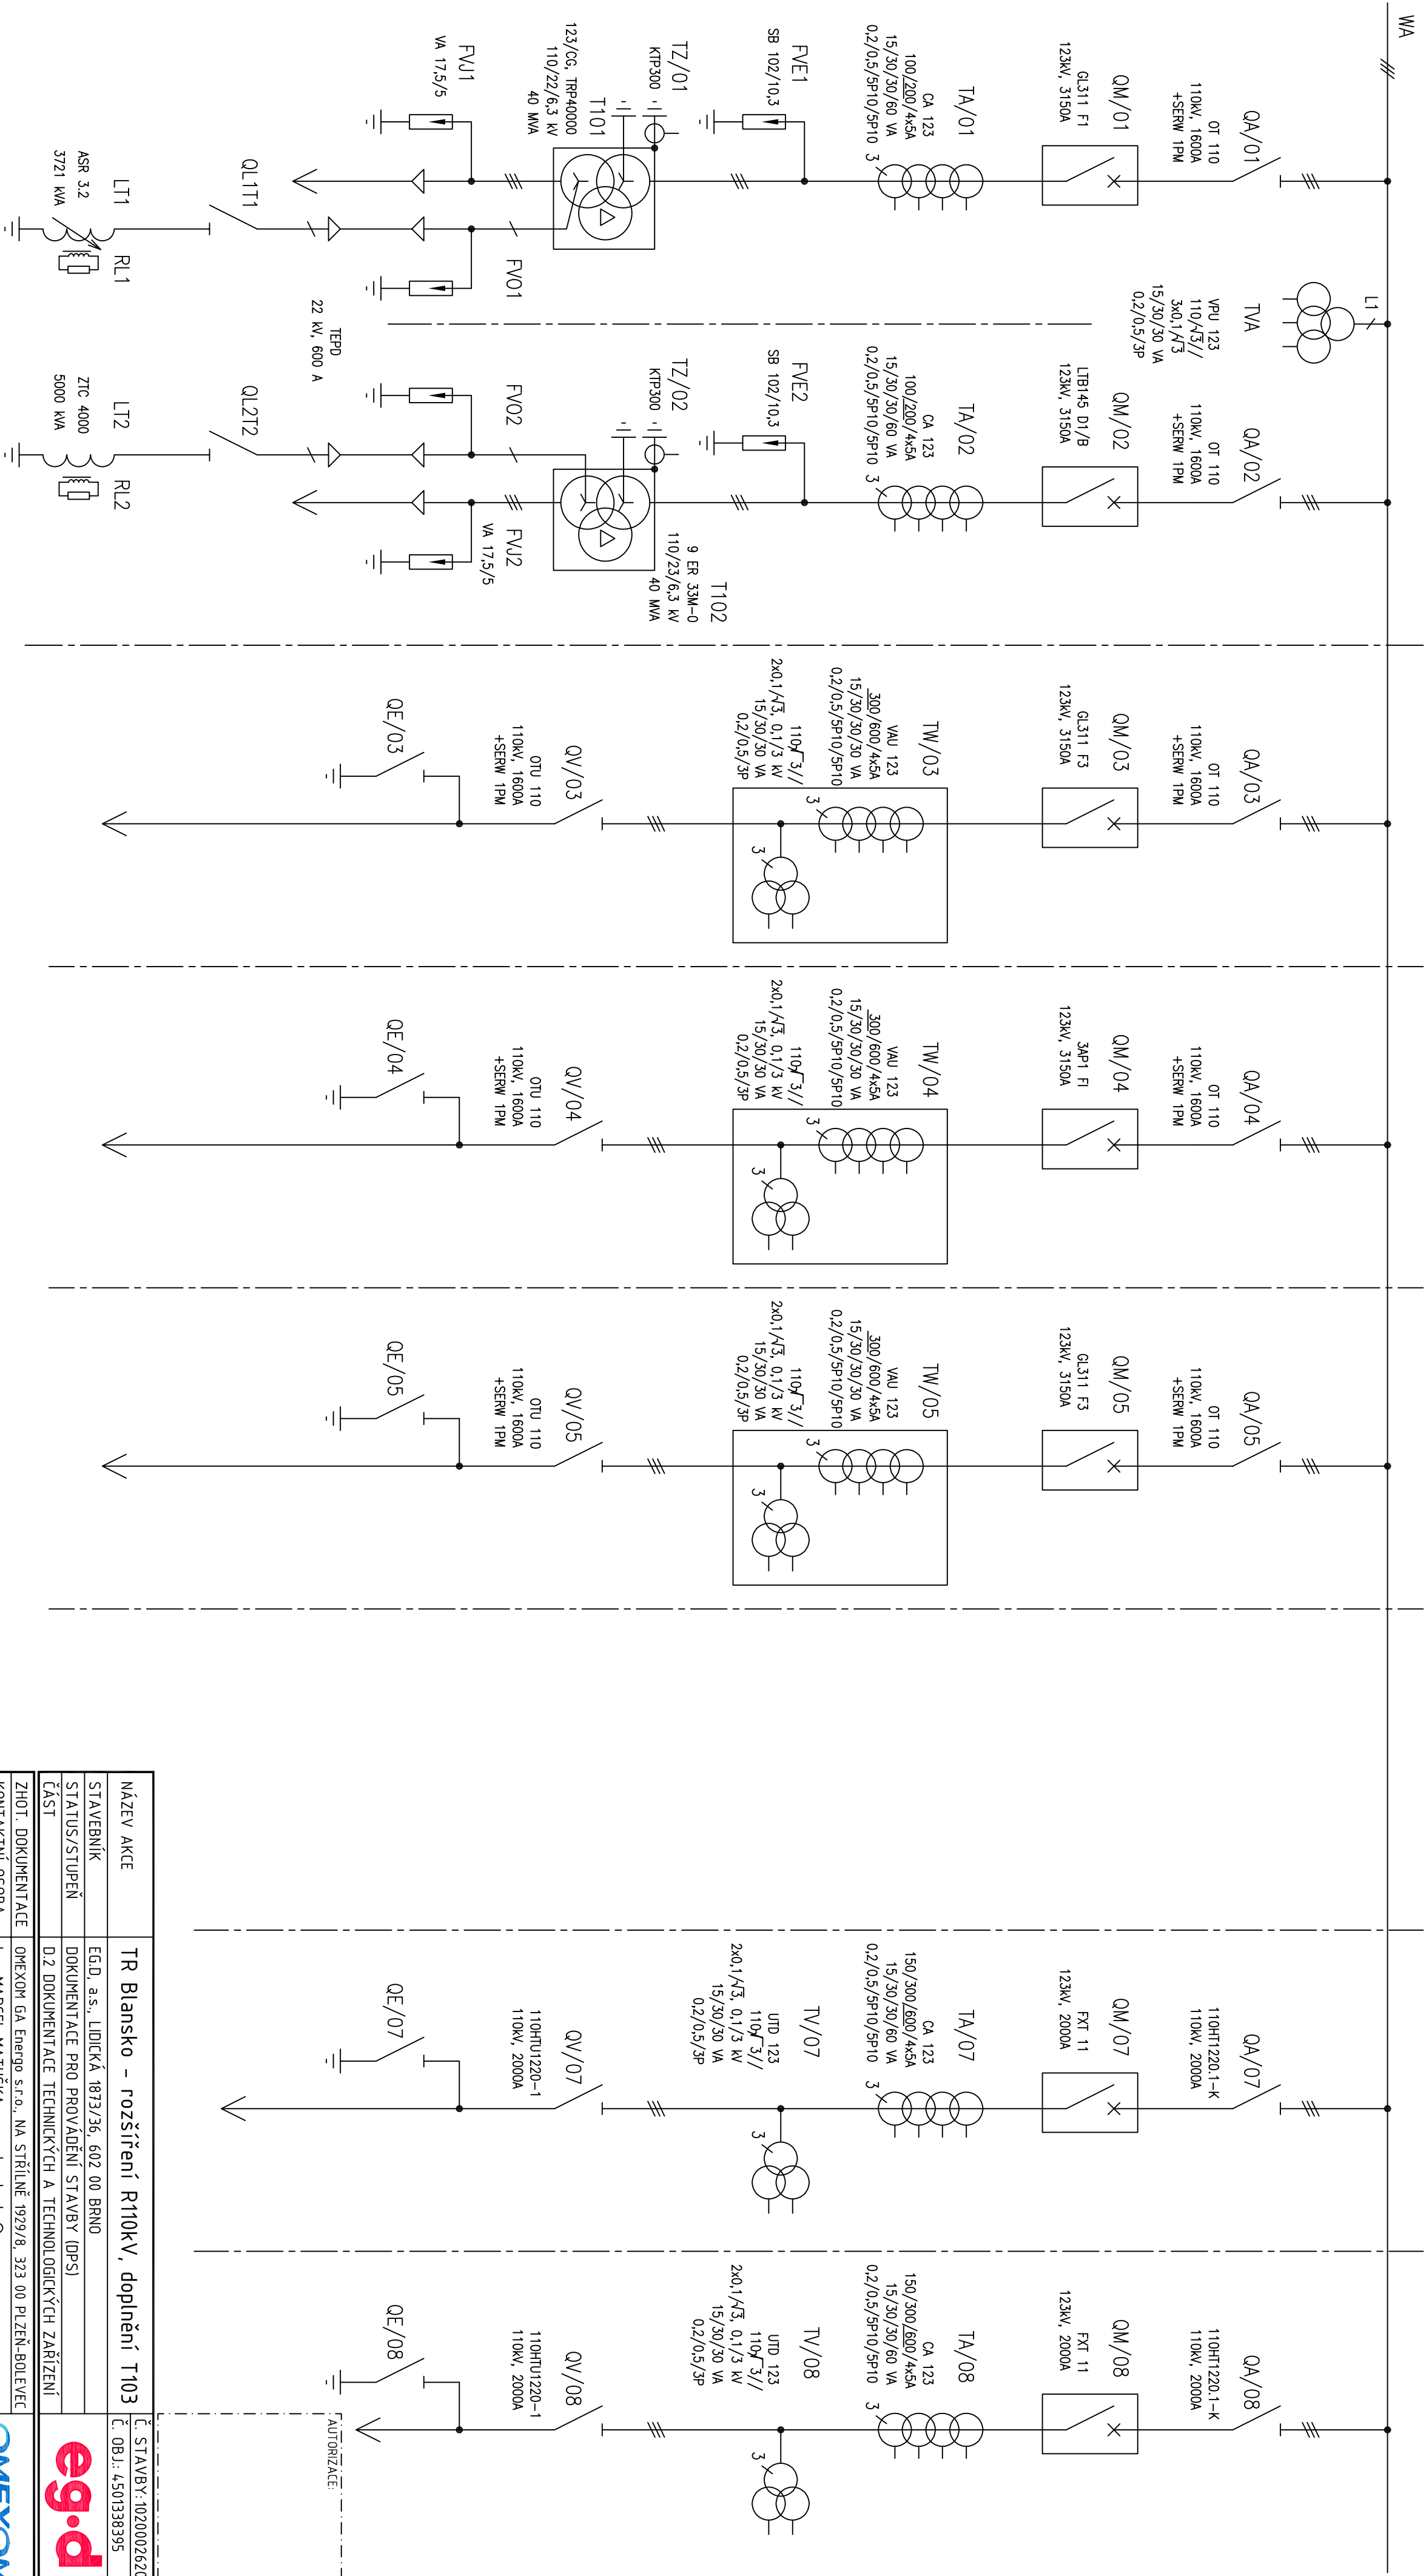 WA
QA/01
OT 110
110kV, 1600A
+SERW 1PM
QM/01
GL311 F1
123kV, 3150A
TA/01
CA 123
100/200/4x5A
15/30/30/60 VA
0,2/0,5/5P10/5P10
3
FVE1
SB 102/10,3
TZ/01
KTP300
T101
123/CG, TRP40000
110/22/6,3 kV
40 MVA
FVJ1
VA 17,5/5
FVO1
QL1T1
LT1
ASR 3.2
3721 kVA
RL1
L1
TVA
VPU 123
110/√3//
3x0,1/√3
15/30/30 VA
0,2/0,5/3P
TEPD
22 kV, 600 A
QA/02
OT 110
110kV, 1600A
+SERW 1PM
QM/02
LTB145 D1/B
123kV, 3150A
TA/02
CA 123
100/200/4x5A
15/30/30/60 VA
0,2/0,5/5P10/5P10
3
FVE2
SB 102/10,3
TZ/02
KTP300
T102
9 ER 33M-0
110/23/6,3 kV
40 MVA
FVO2
FVJ2
VA 17,5/5
QL2T2
LT2
ZTC 4000
5000 kVA
RL2
QA/03
OT 110
110kV, 1600A
+SERW 1PM
QM/03
GL311 F3
123kV, 3150A
TW/03
VAU 123
300/600/4x5A
15/30/30/30 VA
0,2/0,5/5P10/5P10
3
110/√3//
2x0,1/√3, 0,1/3 kV
15/30/30 VA
0,2/0,5/3P
3
QV/03
OTU 110
110kV, 1600A
+SERW 1PM
QE/03
QA/04
OT 110
110kV, 1600A
+SERW 1PM
QM/04
3AP1 FI
123kV, 3150A
TW/04
VAU 123
300/600/4x5A
15/30/30/30 VA
0,2/0,5/5P10/5P10
3
110/√3//
2x0,1/√3, 0,1/3 kV
15/30/30 VA
0,2/0,5/3P
3
QV/04
OTU 110
110kV, 1600A
+SERW 1PM
QE/04
QA/05
OT 110
110kV, 1600A
+SERW 1PM
QM/05
GL311 F3
123kV, 3150A
TW/05
VAU 123
300/600/4x5A
15/30/30/30 VA
0,2/0,5/5P10/5P10
3
110/√3//
2x0,1/√3, 0,1/3 kV
15/30/30 VA
0,2/0,5/3P
3
QV/05
OTU 110
110kV, 1600A
+SERW 1PM
QE/05
QA/07
110HT1220.1-K
110kV, 2000A
QM/07
FXT 11
123kV, 2000A
TA/07
CA 123
150/300/600/4x5A
15/30/30/60 VA
0,2/0,5/5P10/5P10
3
TV/07
UTD 123
110/√3//
2x0,1/√3, 0,1/3 kV
15/30/30 VA
0,2/0,5/3P
3
QV/07
110HTU1220-1
110kV, 2000A
QE/07
QA/08
110HT1220.1-K
110kV, 2000A
QM/08
FXT 11
123kV, 2000A
TA/08
CA 123
150/300/600/4x5A
15/30/30/60 VA
0,2/0,5/5P10/5P10
3
TV/08
UTD 123
110/√3//
2x0,1/√3, 0,1/3 kV
15/30/30 VA
0,2/0,5/3P
3
QV/08
110HTU1220-1
110kV, 2000A
QE/08
AUTORIZACE:
NÁZEV AKCE TR Blansko - rozšíření R110kV, doplnění T103
Č. STAVBY: 1020002620
Č. OBJ.: 4501338395
STAVEBNÍK EG.D, a.s., LIDICKÁ 1873/36, 602 00 BRNO
STATUS/STUPEŇ DOKUMENTACE PRO PROVÁDĚNÍ STAVBY (DPS)
ČÁST D.2 DOKUMENTACE TECHNICKÝCH A TECHNOLOGICKÝCH ZAŘÍZENÍ
eg·d
ZHOT. DOKUMENTACE OMEXOM GA Energo s.r.o., NA STŘÍLNĚ 1929/8, 323 00 PLZEŇ-BOLEVEC
OMEXOM